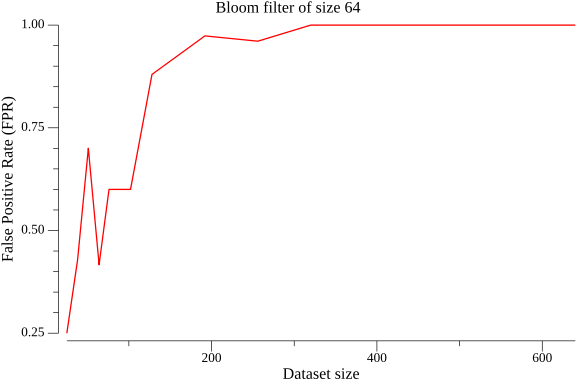 Bloom filter of size 64
1.00
0.75
0.50
0.25
False Positive Rate (FPR)
200
400
600
Dataset size